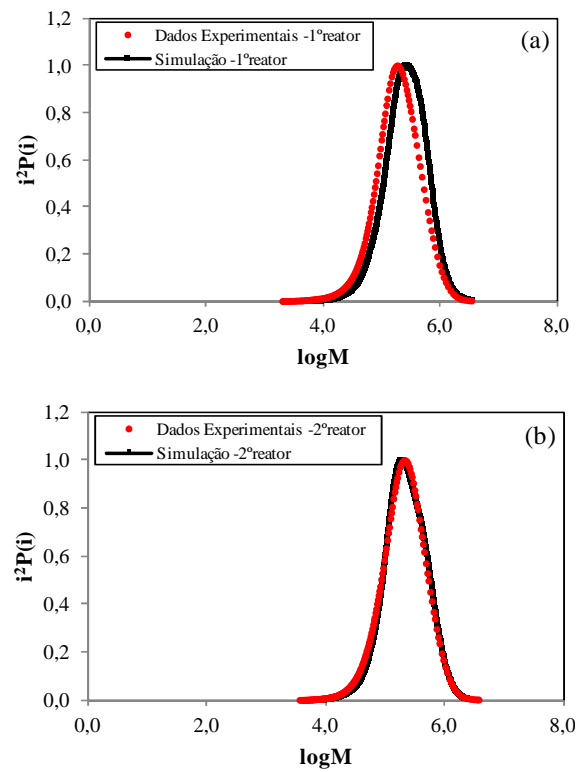 1,2
1,0
0,8
0,6
0,4
0,2
0,0
i²P(i)
Dados Experimentais -1ºreator
Simulação -1ºreator
(a)
0,0 2,0 4,0 6,0 8,0
logM
1,2
1,0
0,8
0,6
0,4
0,2
0,0
i²P(i)
Dados Experimentais -2ºreator
Simulação -2ºreator
(b)
0,0 2,0 4,0 6,0 8,0
logM